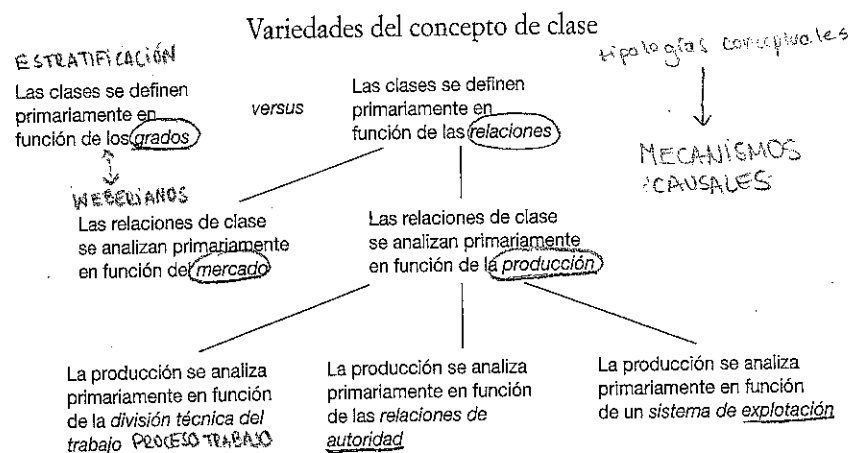 Variedades del concepto de clase
ESTRATIFICACIÓN
Las clases se definen
primariamente en
función de los grados
versus
Las clases se definen
primariamente en
función de las relaciones
tipologías conceptuales
MECANISMOS
CAUSALES
WEBERIANOS
Las relaciones de clase
se analizan primariamente
en función del mercado
Las relaciones de clase
se analizan primariamente
en función de la producción
La producción se analiza
primariamente en función
de la división técnica del
trabajo PROCESO TRABAJO
La producción se analiza
primariamente en función
de las relaciones de
autoridad
La producción se analiza
primariamente en función
de un sistema de explotación